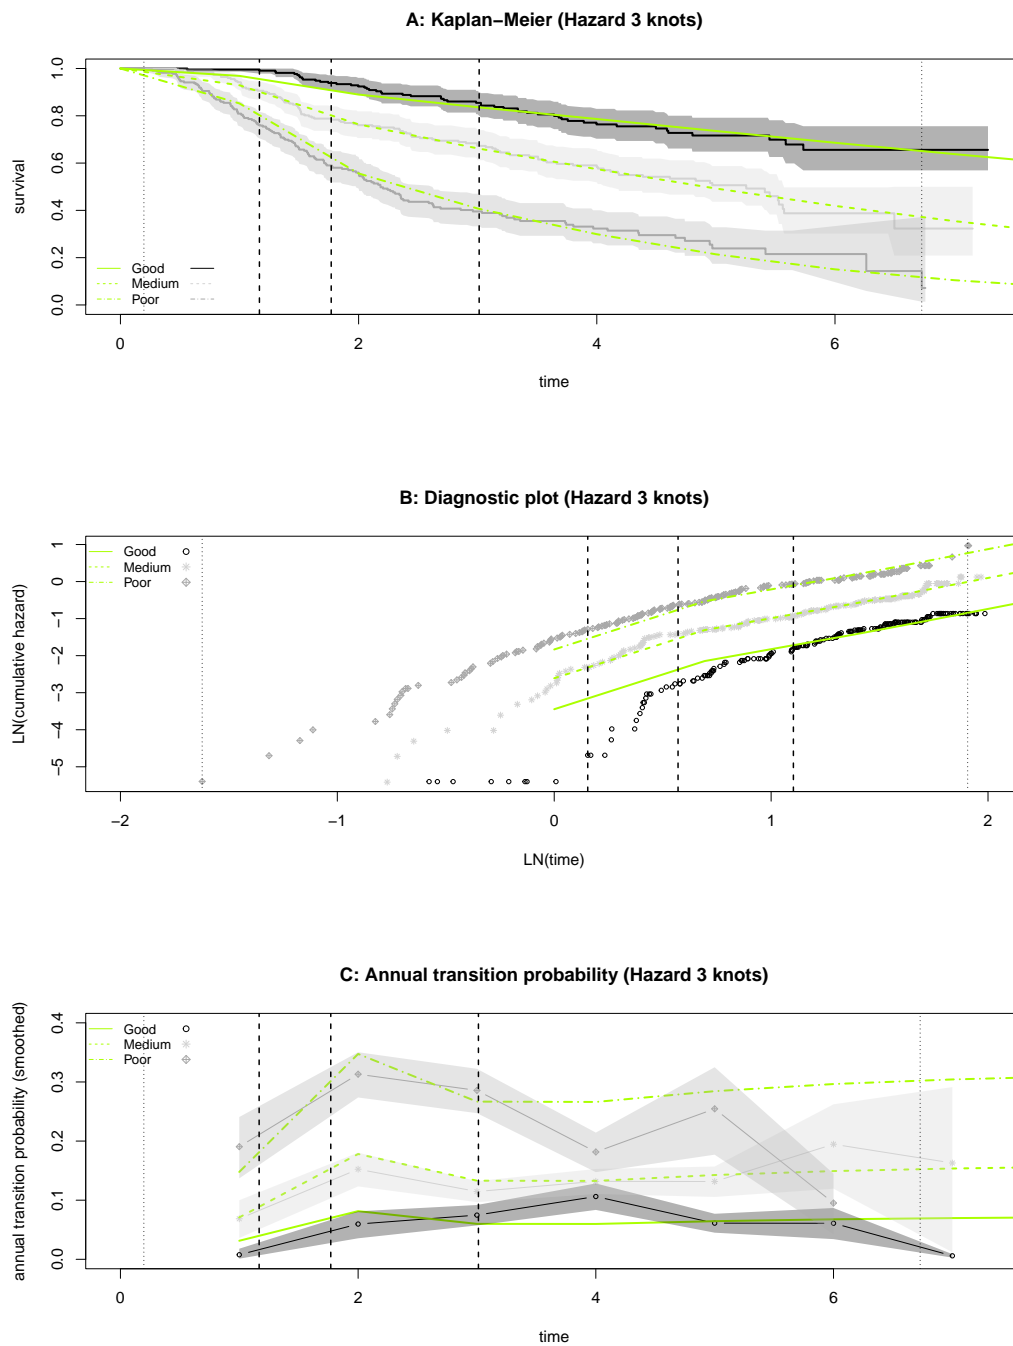 A: Kaplan−Meier (Hazard 3 knots)
survival
1.0
0.8
0.6
0.4
0.2
0.0
Good
Medium
Poor
0 2 4 6
time
B: Diagnostic plot (Hazard 3 knots)
LN(cumulative hazard)
1
0
−1
−2
−3
−4
−5
Good
Medium
Poor
−2 −1 0 1 2
LN(time)
C: Annual transition probability (Hazard 3 knots)
annual transition probability (smoothed)
0.4
0.3
0.2
0.1
0.0
Good
Medium
Poor
0 2 4 6
time